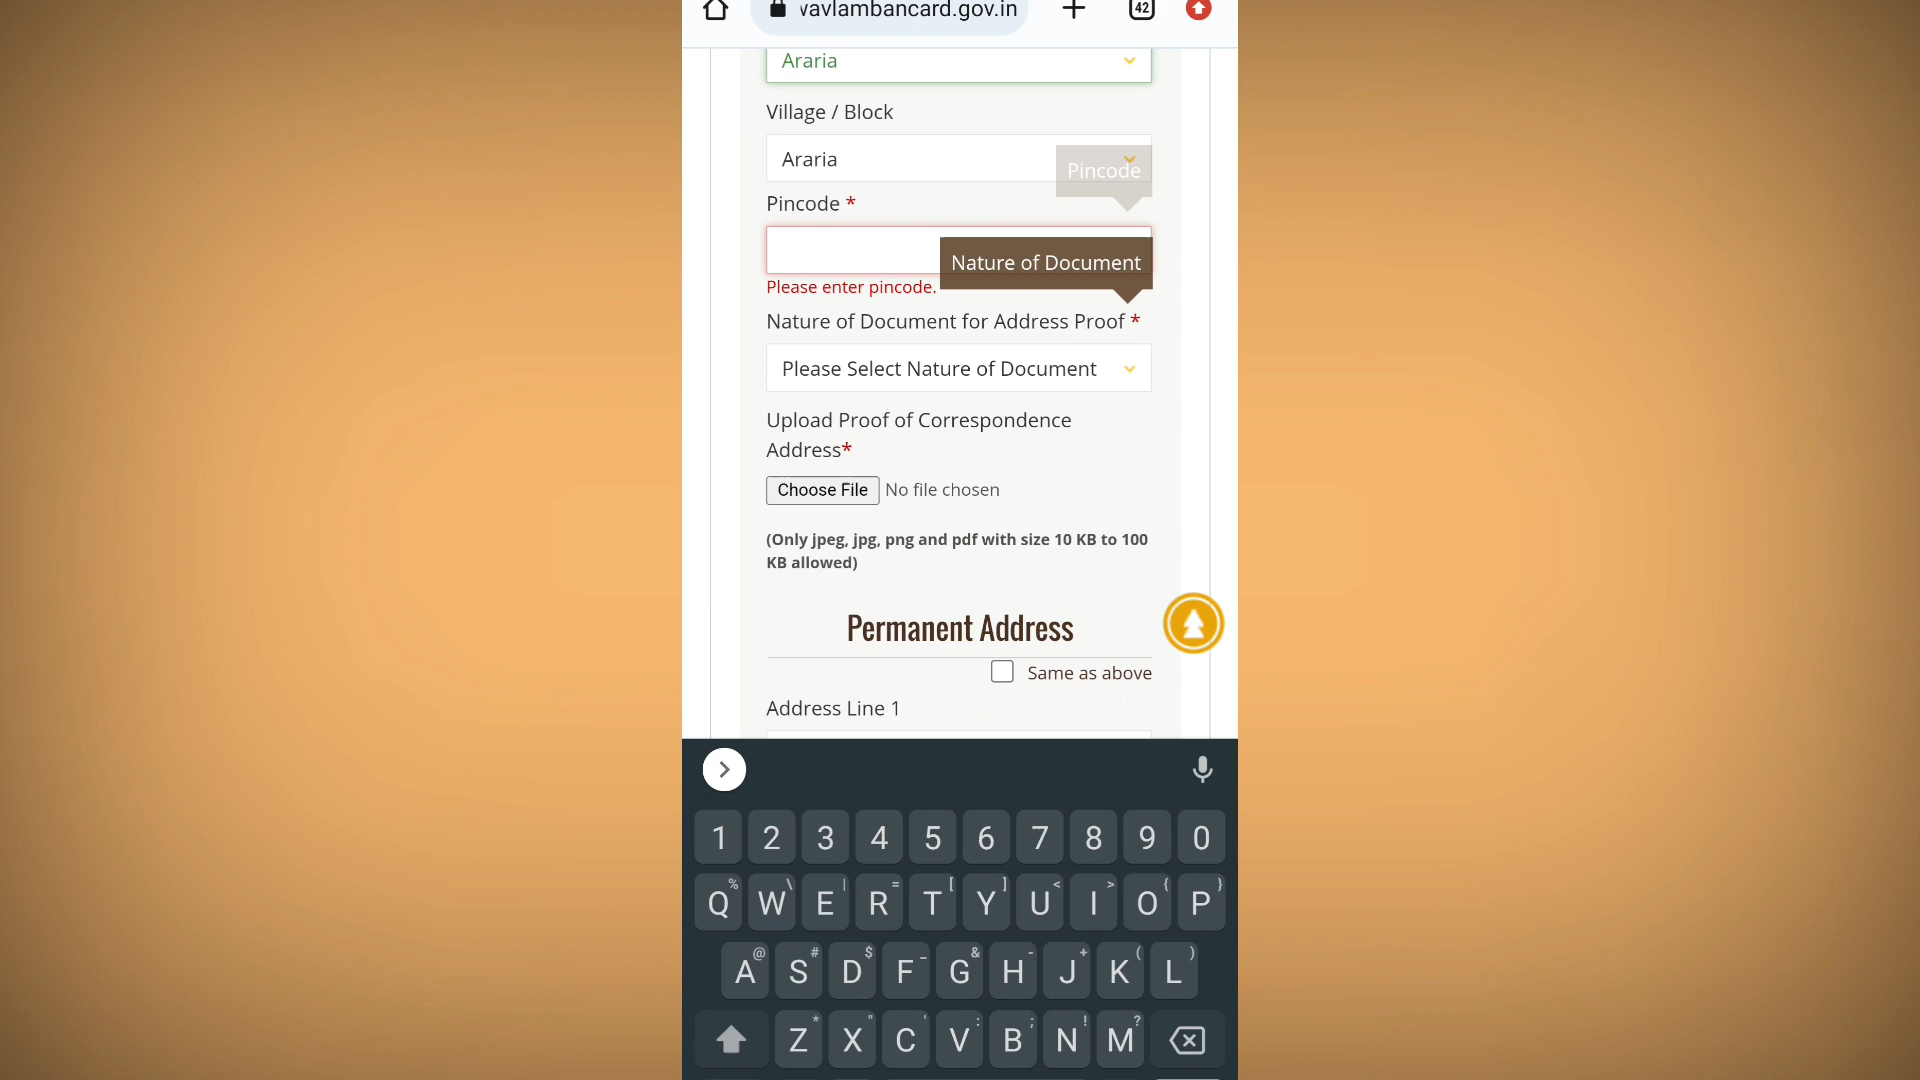 vavlambancard.gov.in
42
Araria
Village / Block
Araria
Pincode
Pincode *
Nature of Document
Please enter pincode.
Nature of Document for Address Proof *
Please Select Nature of Document
Upload Proof of Correspondence
Address*
Choose File No file chosen
(Only jpeg, jpg, png and pdf with size 10 KB to 100
KB allowed)
Permanent Address
Same as above
Address Line 1
1 2 3 4 5 6 7 8 9 0
% \ | = [ ] < > { }
Q W E R T Y U I O P
@ # $ _ & - + ( )
A S D F G H J K L
* " ' : ; ! ?
Z X C V B N M